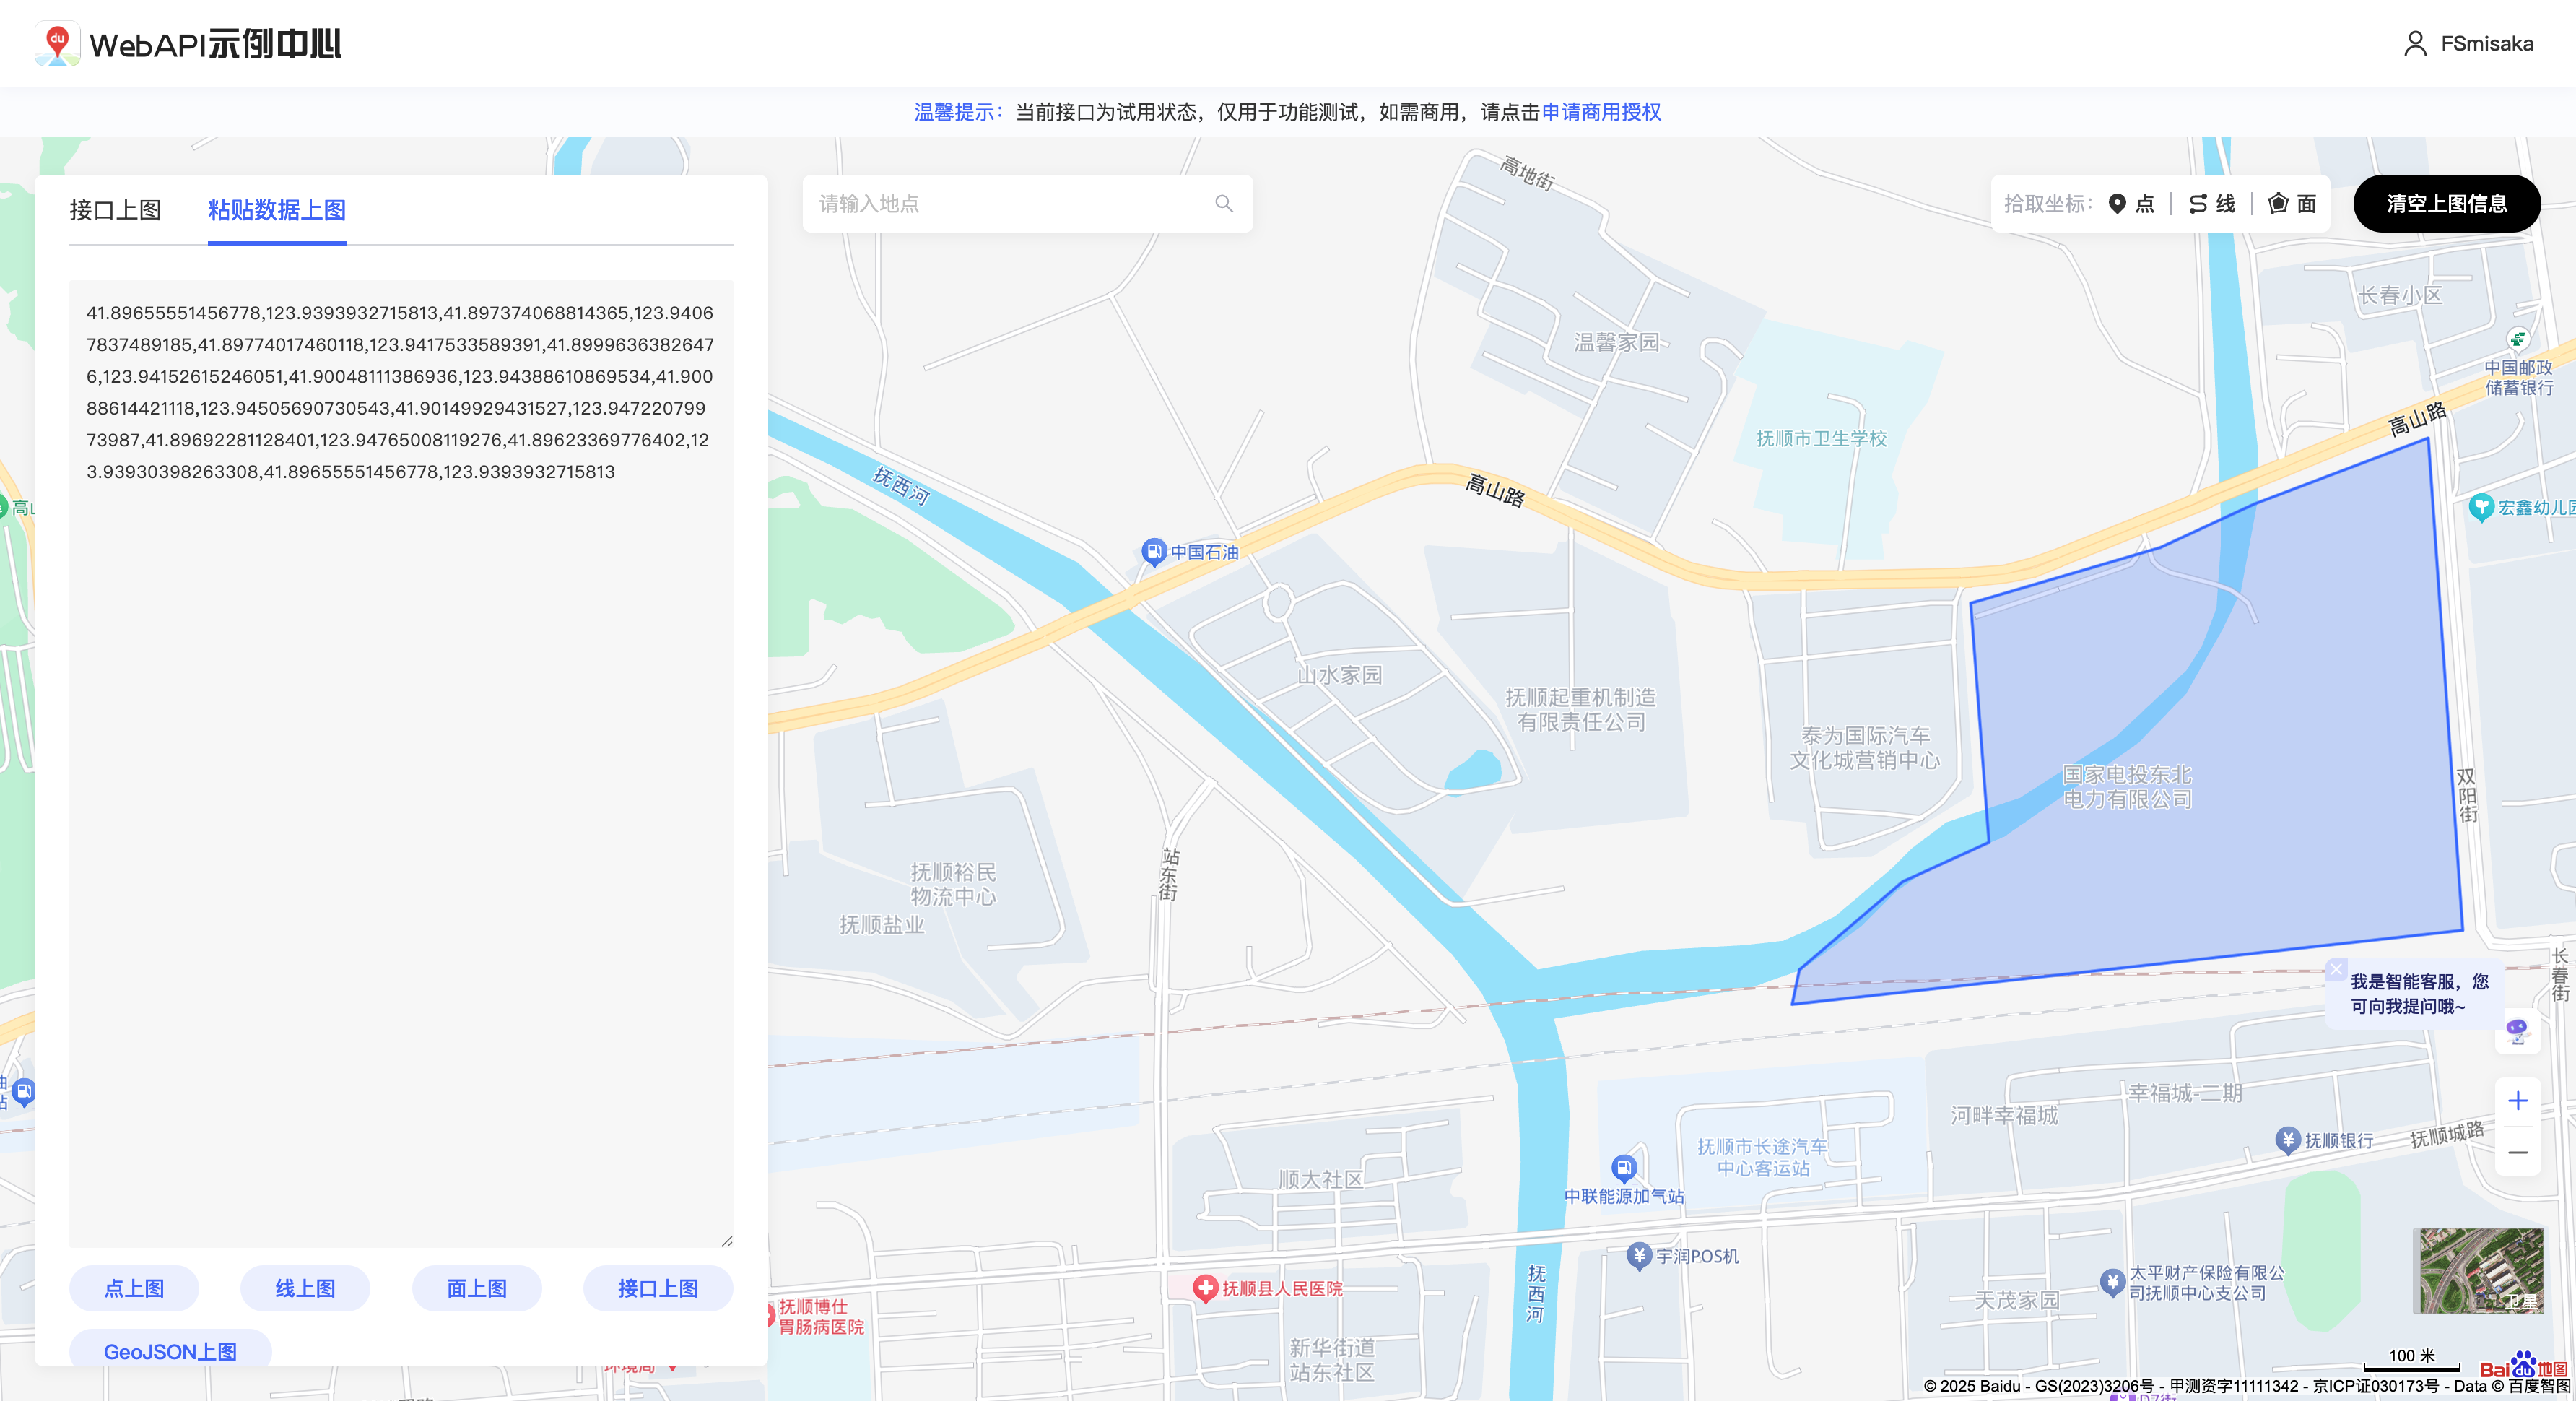 WebAPI示例中心
FSmisaka
温馨提示：当前接口为试用状态，仅用于功能测试，如需商用，请点击申请商用授权
接口上图
粘贴数据上图
请输入地点
拾取坐标：
点
线
面
清空上图信息
41.89655551456778,123.9393932715813,41.897374068814365,123.9406
7837489185,41.89774017460118,123.9417533589391,41.8999636382647
6,123.94152615246051,41.90048111386936,123.94388610869534,41.900
88614421118,123.94505690730543,41.90149929431527,123.947220799
73987,41.89692281128401,123.94765008119276,41.89623369776402,12
3.93930398263308,41.89655551456778,123.9393932715813
点上图
线上图
面上图
接口上图
GeoJSON上图
高地街
温馨家园
长春小区
中国邮政
储蓄银行
高山路
抚顺市卫生学校
抚西河
高山路
宏鑫幼儿园
中国石油
山水家园
抚顺起重机制造
有限责任公司
泰为国际汽车
文化城营销中心
国家电投东北
电力有限公司
双阳街
站东街
抚顺裕民
物流中心
抚顺盐业
长春街
我是智能客服，您
可向我提问哦~
幸福城-二期
河畔幸福城
抚顺市长途汽车
中心客运站
抚顺银行
抚顺城路
顺大社区
中联能源加气站
宇润POS机
抚西河
抚顺县人民医院
抚顺博仕
胃肠病医院
太平财产保险有限公
司抚顺中心支公司
天茂家园
新华街道
站东社区
卫星
100 米
Bai du 地图
© 2025 Baidu - GS(2023)3206号 - 甲测资字11111342 - 京ICP证030173号 - Data © 百度智图